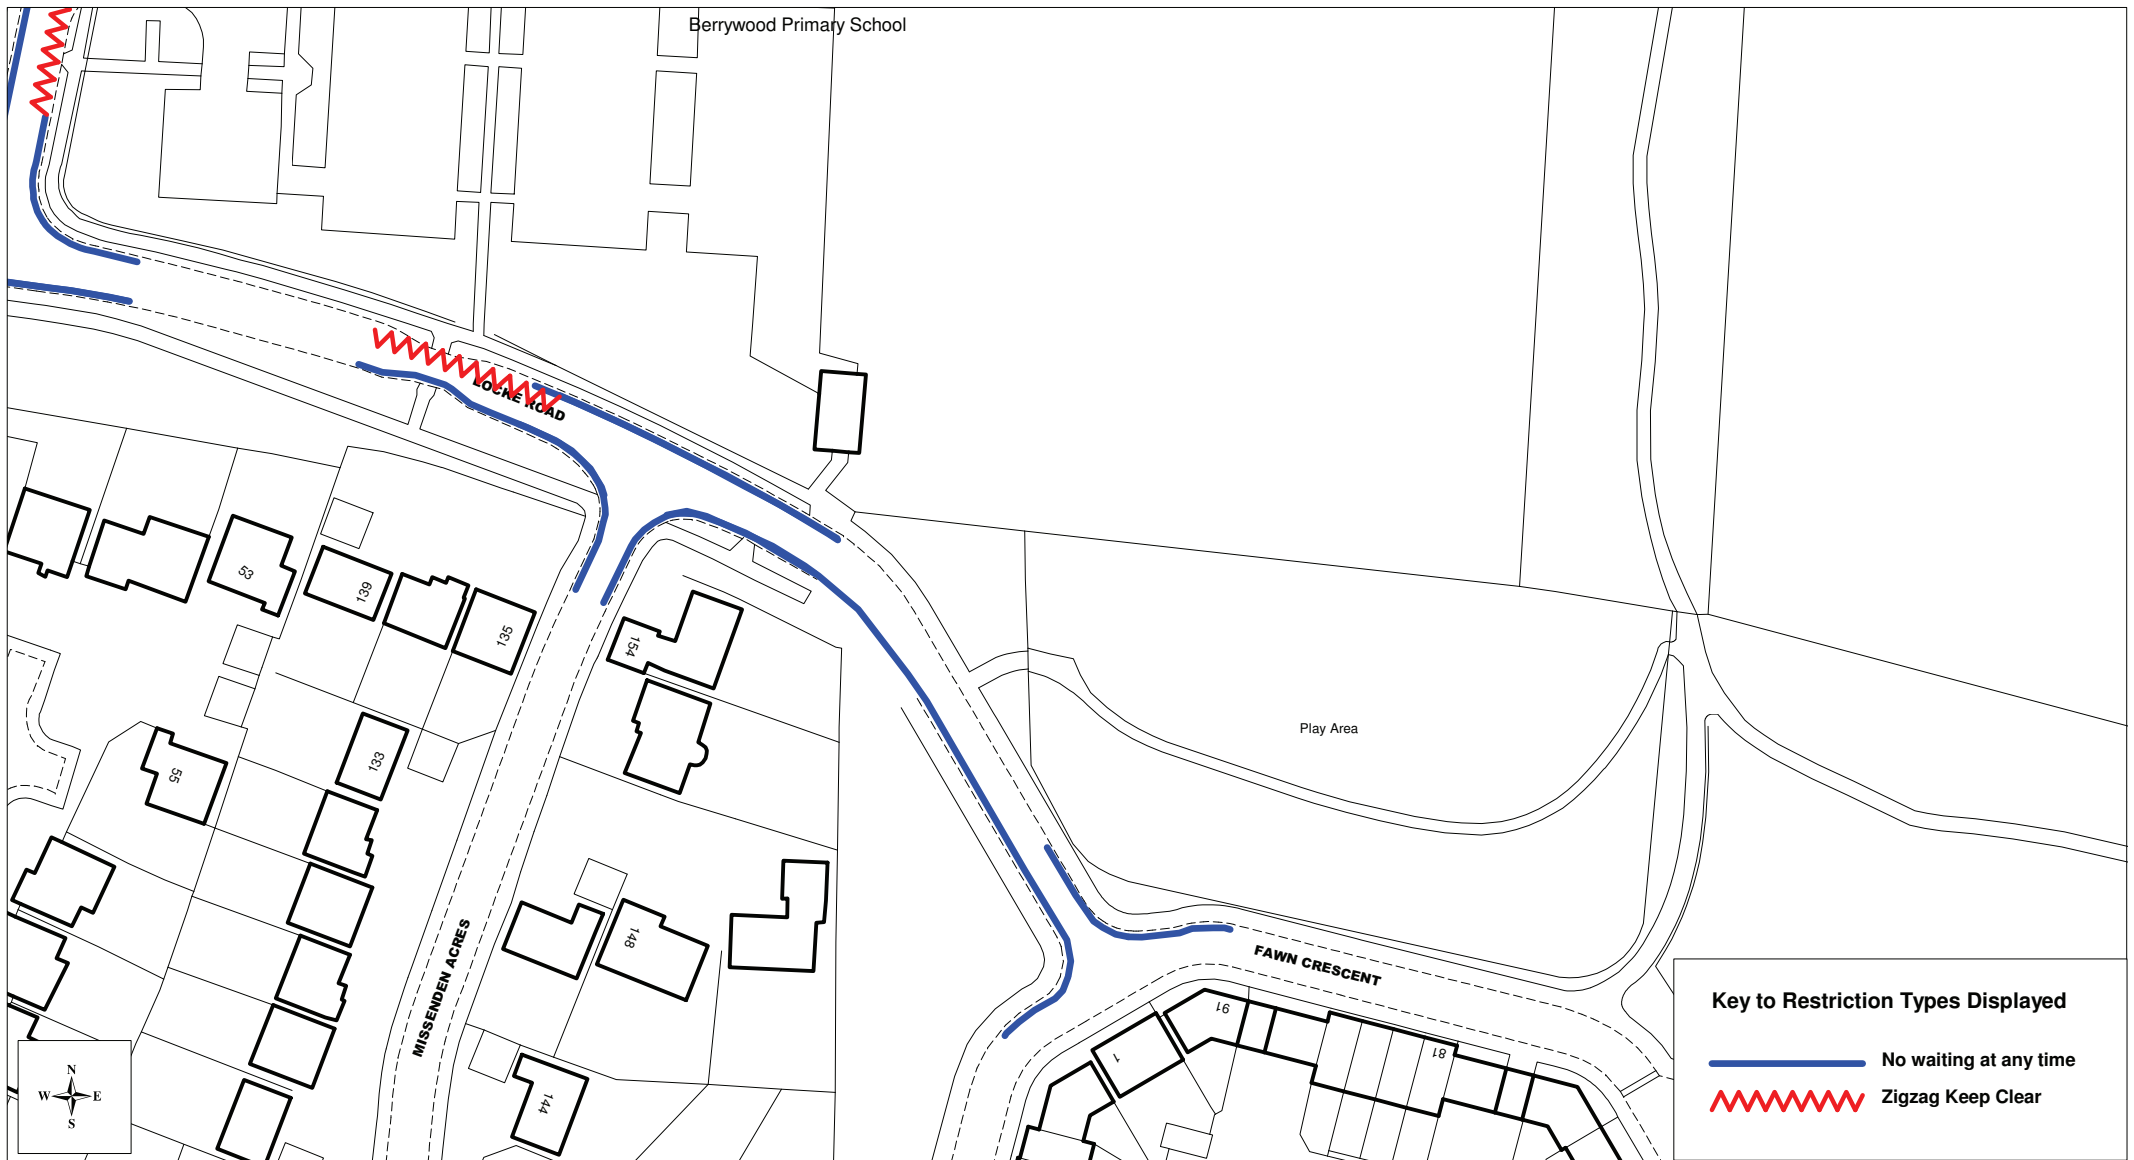 Berrywood Primary School
LOCKE ROAD
53
139
135
154
133
55
Play Area
148
MISSENDEN ACRES
FAWN CRESCENT
91
81
1
144
N
W E
S
Key to Restriction Types Displayed
No waiting at any time
Zigzag Keep Clear